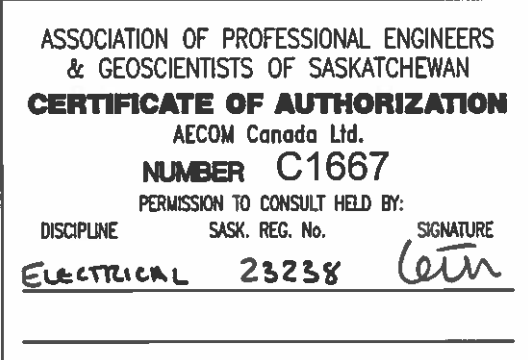 ASSOCIATION OF PROFESSIONAL ENGINEERS
& GEOSCIENTISTS OF SASKATCHEWAN
CERTIFICATE OF AUTHORIZATION
AECOM Canada Ltd.
NUMBER C1667
PERMISSION TO CONSULT HELD BY:
DISCIPLINE SASK. REG. No. SIGNATURE
ELECTRICAL 23238